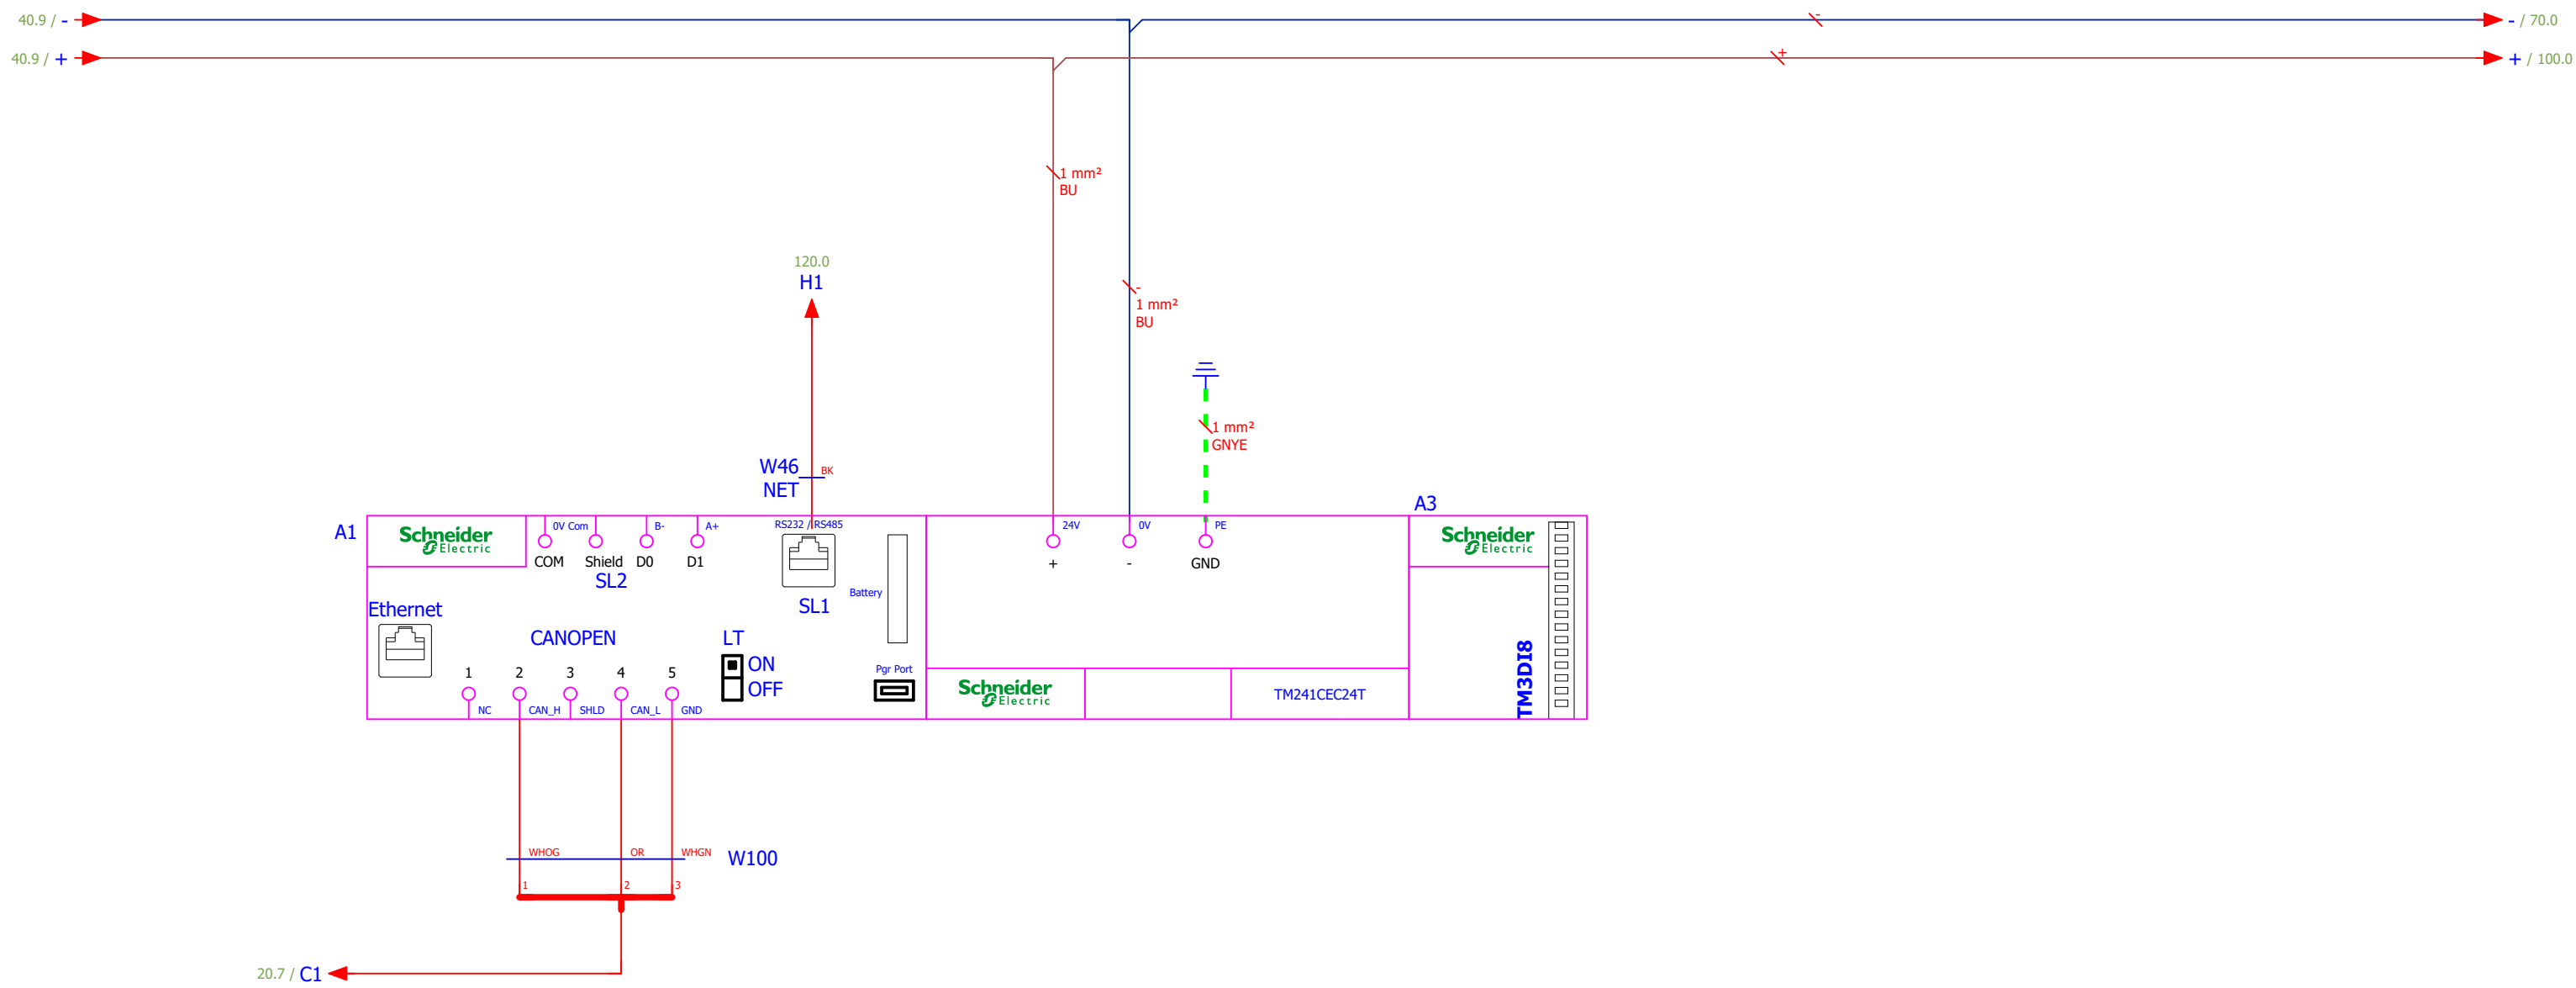 40.9 / -
- / 70.0
-
40.9 / +
+ / 100.0
+
1 mm²
BU
120.0
H1
-
1 mm²
BU
1 mm²
GNYE
W46
BK
NET
A3
A1
Schneider
Electric
0V Com
B-
A+
RS232 / RS485
24V
0V
PE
Schneider
Electric
COM
Shield
D0
D1
+
-
GND
SL2
SL1
Battery
Ethernet
CANOPEN
LT
ON
OFF
Pgr Port
1
2
3
4
5
NC
CAN_H
SHLD
CAN_L
GND
Schneider
Electric
TM241CEC24T
TM3DI8
WHOG
OR
WHGN
W100
1
2
3
20.7 / C1